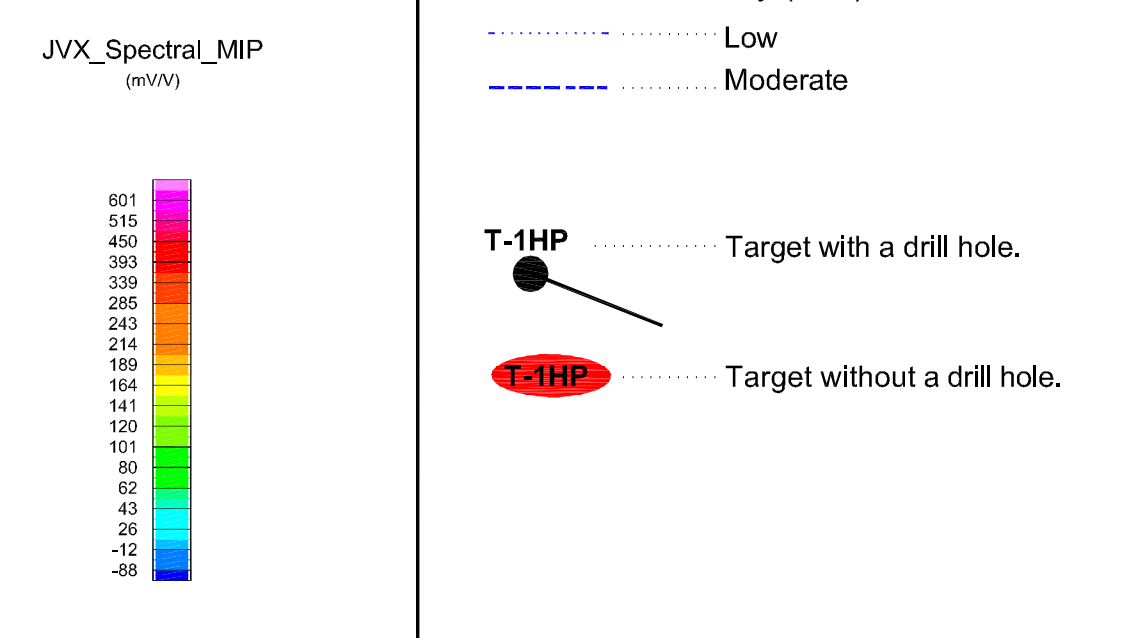 JVX_Spectral_MIP
(mV/V)
601
515
450
393
339
285
243
214
189
164
141
120
101
80
62
43
26
-12
-88
Low
Moderate
T-1HP
Target with a drill hole.
T-1HP
Target without a drill hole.